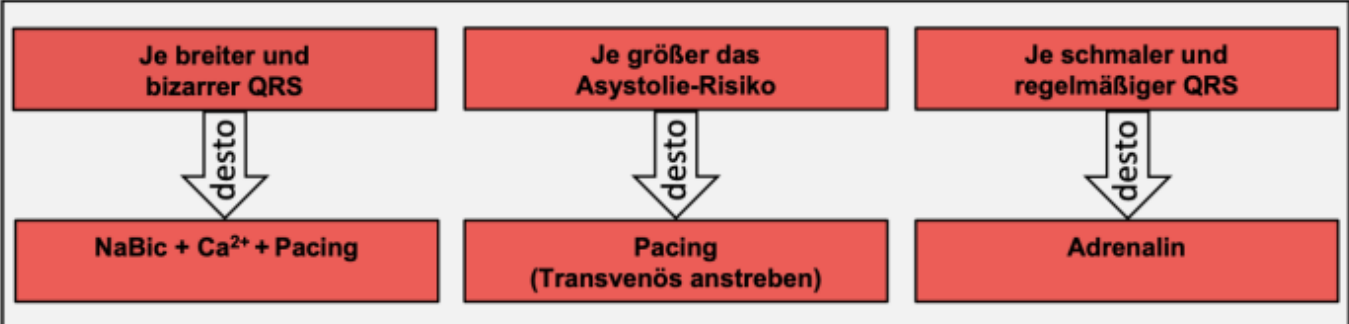 Je breiter und
bizarrer QRS
Je größer das
Asystolie-Risiko
Je schmaler und
regelmäßiger QRS
desto
desto
desto
NaBic + Ca²⁺ + Pacing
Pacing
(Transvenös anstreben)
Adrenalin